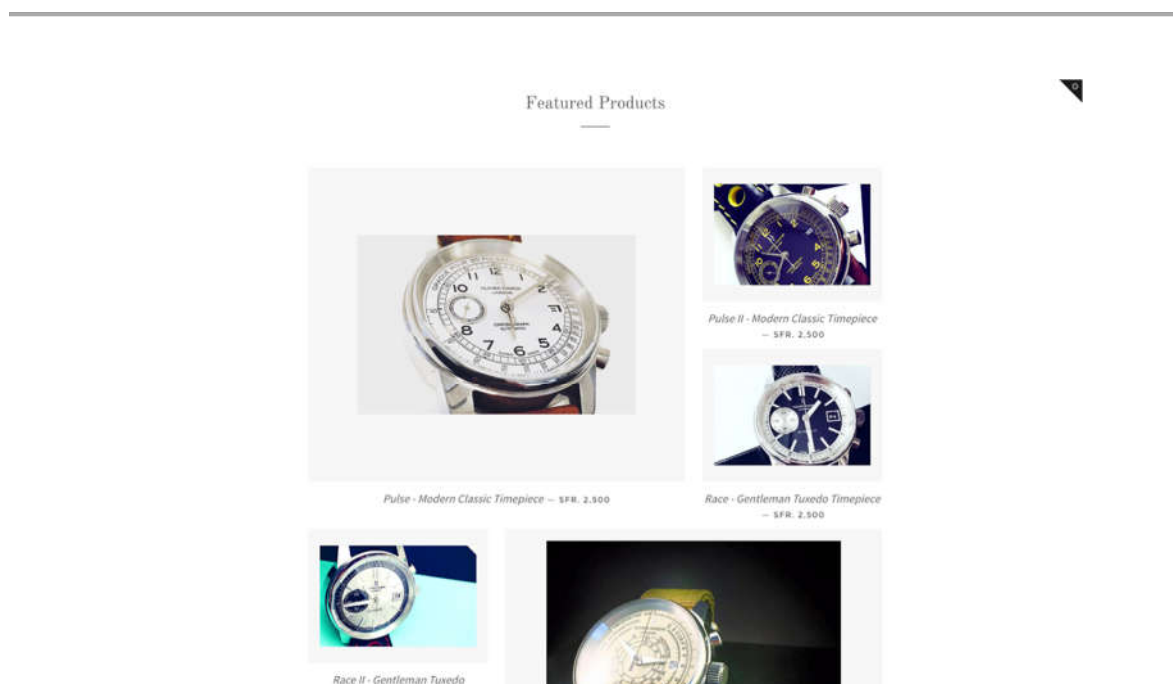 Featured Products
Pulse II - Modern Classic Timepiece
— SFR. 2,500
Pulse - Modern Classic Timepiece — SFR. 2,500
Race - Gentleman Tuxedo Timepiece
— SFR. 2,500
Race II - Gentleman Tuxedo